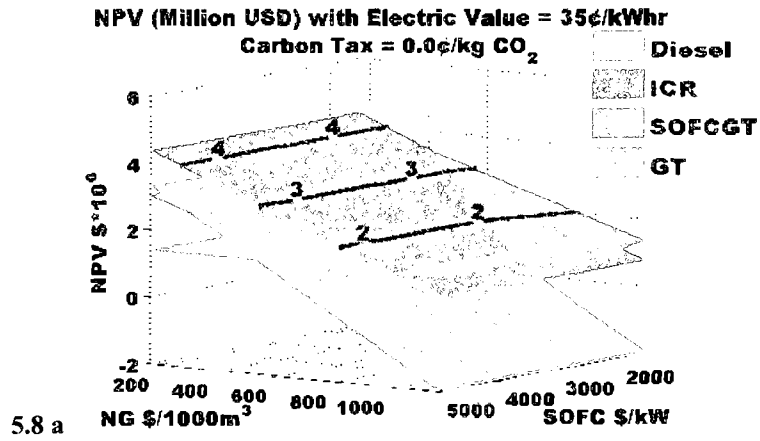 NPV (Million USD) with Electric Value = 35¢/kWhr
Carbon Tax = 0.0¢/kg CO2
Diesel
ICR
SOFCGT
GT
6
4
2
0
-2
NPV $*10^6
4
4
3
3
2
2
200 400 600 800 1000
5000 4000 3000 2000
NG $/1000m^3
SOFC $/kW
5.8 a